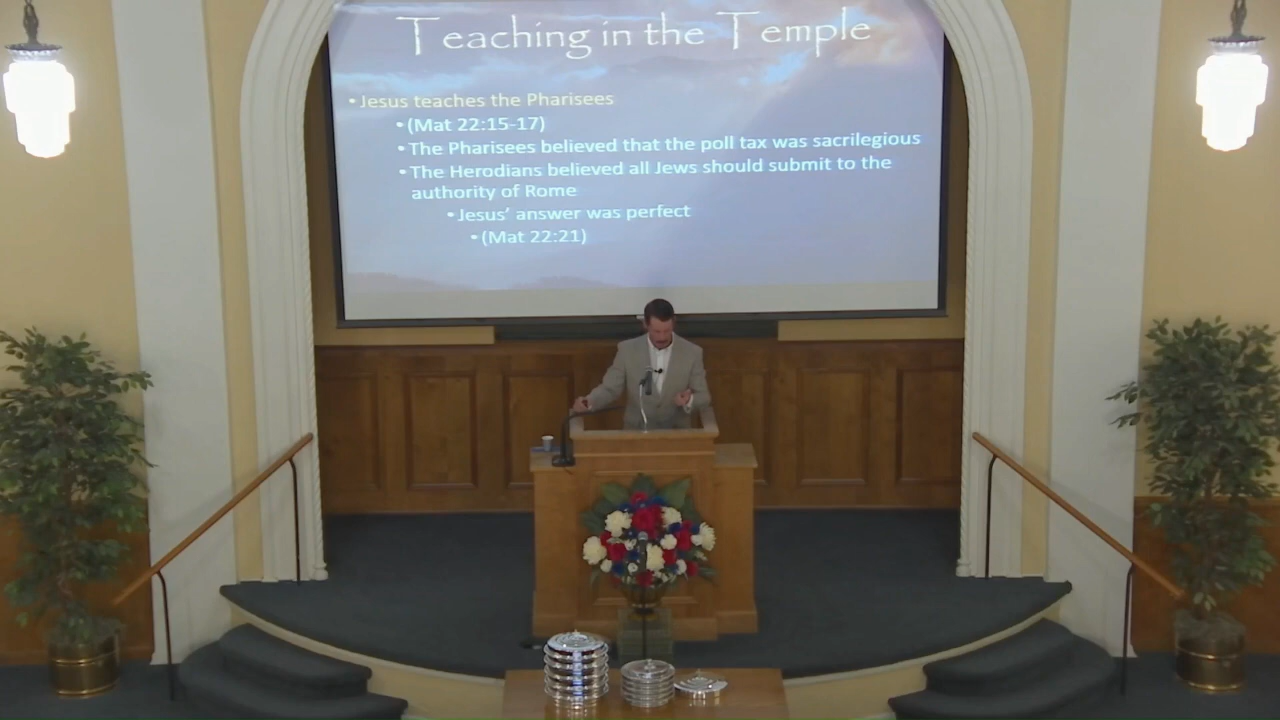 Teaching in the Temple
• Jesus teaches the Pharisees
• (Mat 22:15-17)
• The Pharisees believed that the poll tax was sacrilegious
• The Herodians believed all Jews should submit to the
authority of Rome
• Jesus' answer was perfect
• (Mat 22:21)